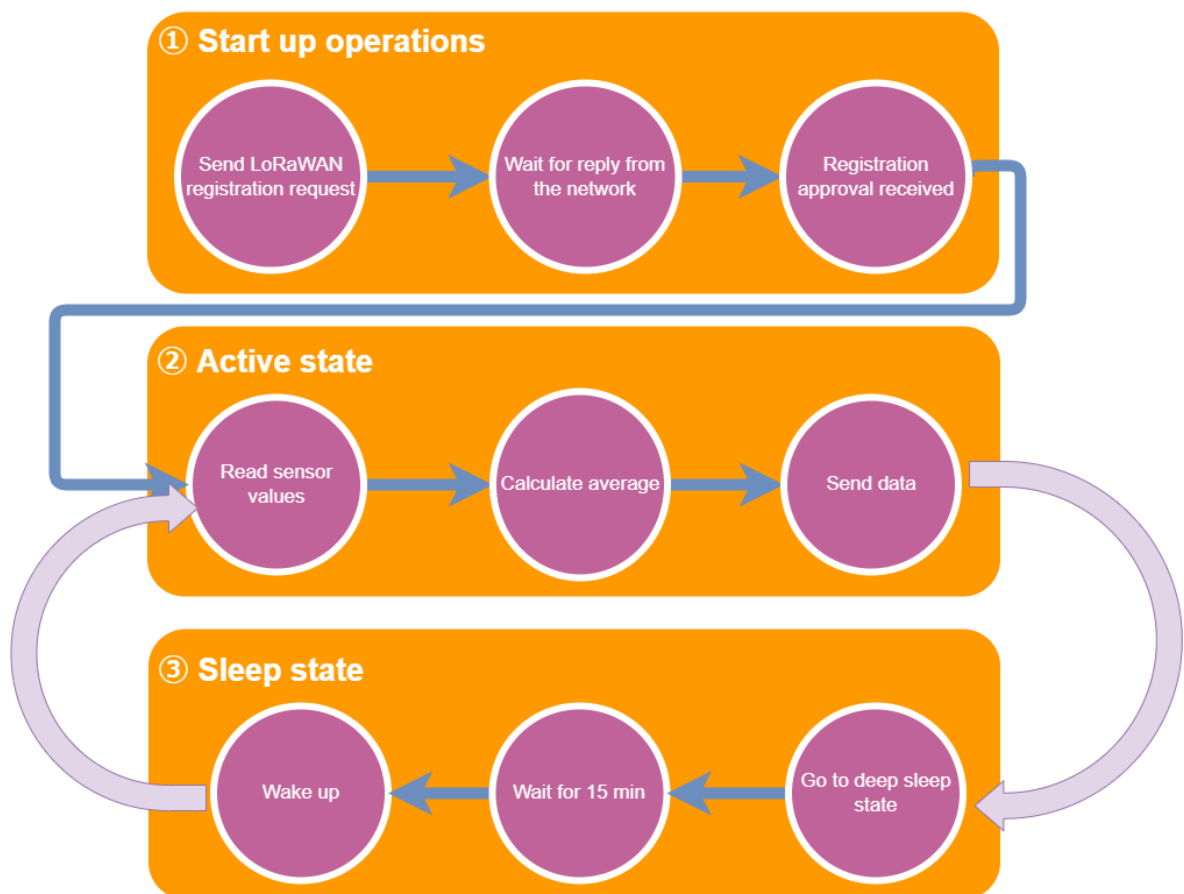 ① Start up operations
Send LoRaWAN
registration request
Wait for reply from
the network
Registration
approval received
② Active state
Read sensor
values
Calculate average
Send data
③ Sleep state
Wake up
Wait for 15 min
Go to deep sleep
state